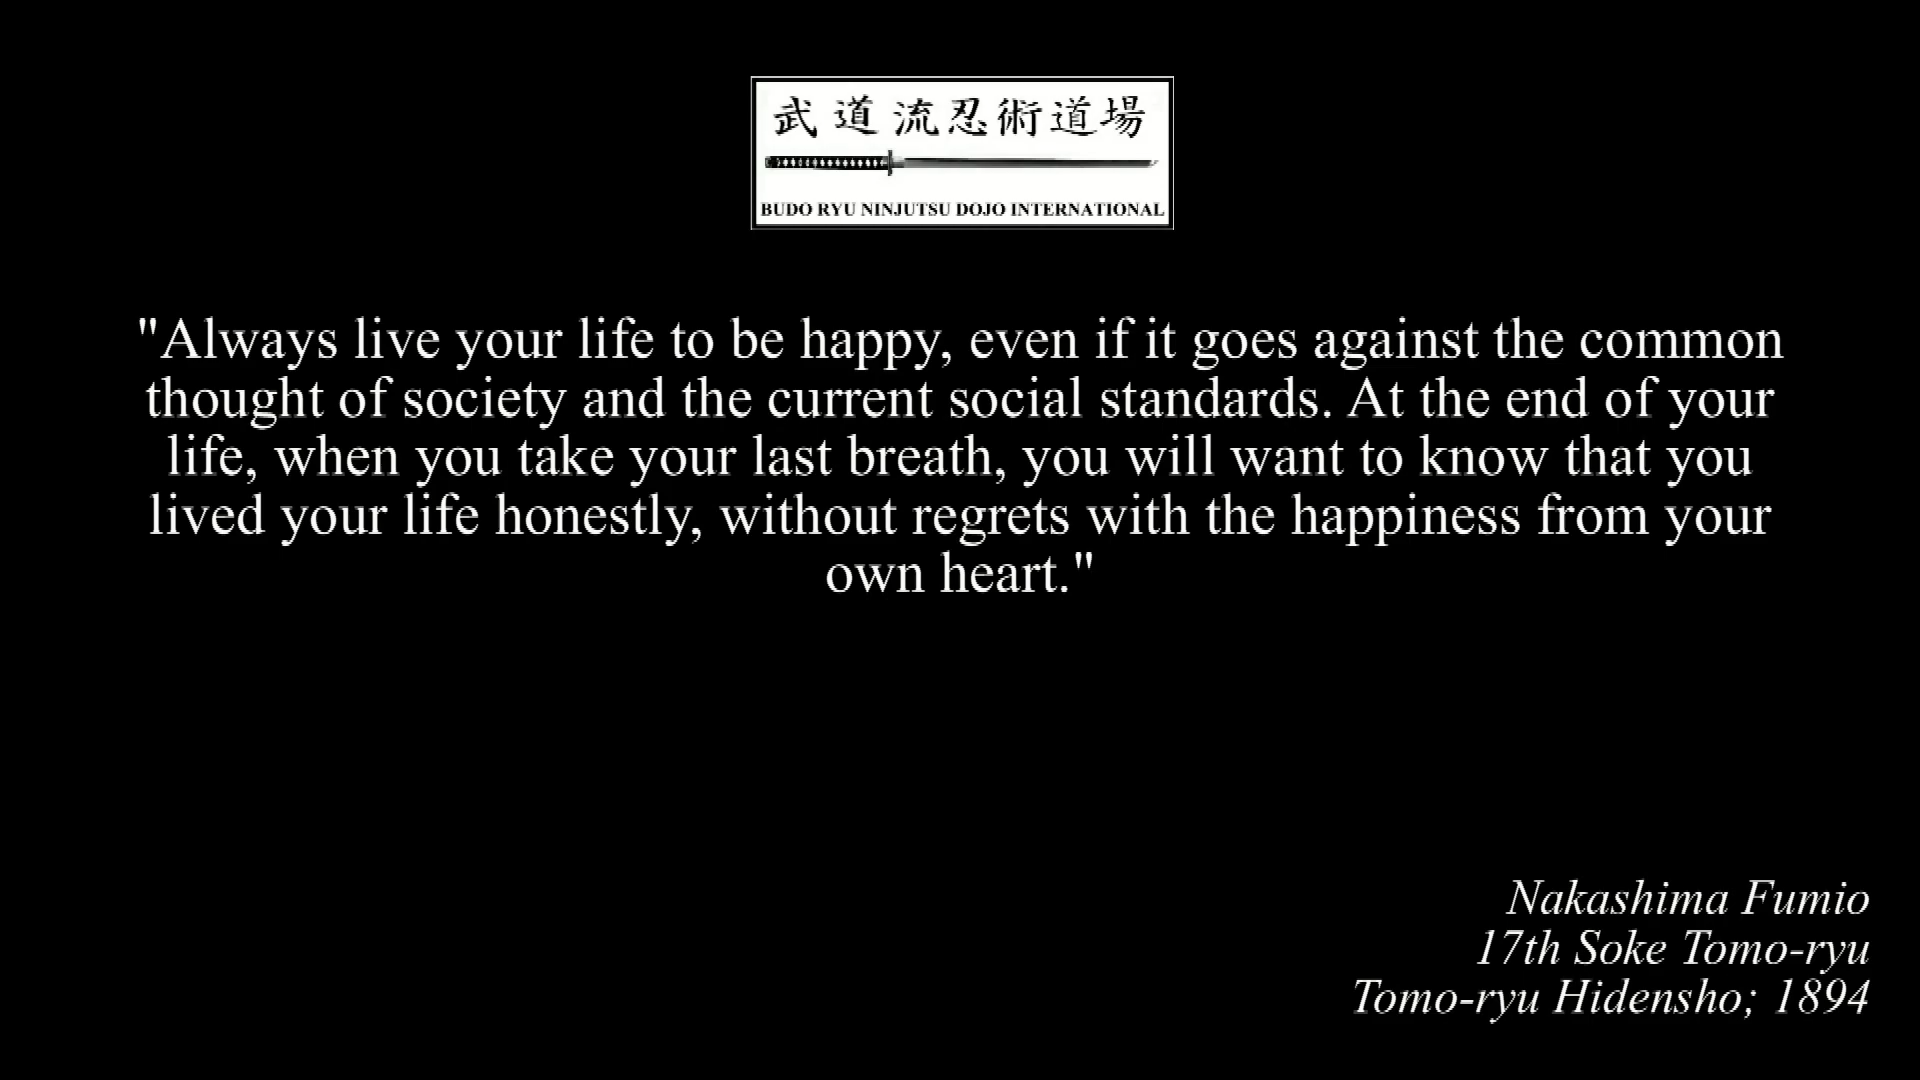 武道流忍術道場
BUDO RYU NINJUTSU DOJO INTERNATIONAL
"Always live your life to be happy, even if it goes against the common
thought of society and the current social standards. At the end of your
life, when you take your last breath, you will want to know that you
lived your life honestly, without regrets with the happiness from your
own heart."
Nakashima Fumio
17th Soke Tomo-ryu
Tomo-ryu Hidensho; 1894